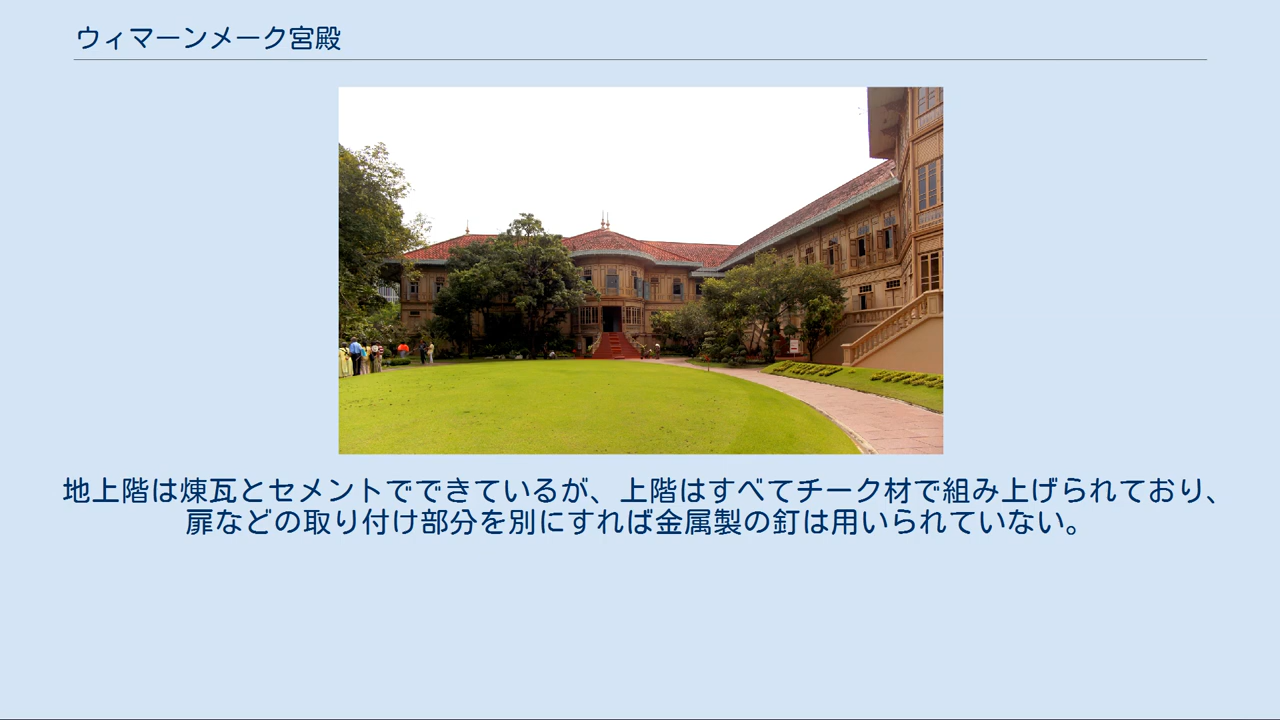 ウィマーンメーク宮殿
地上階は煉瓦とセメントでできているが、上階はすべてチーク材で組み上げられており、
扉などの取り付け部分を別にすれば金属製の釘は用いられていない。